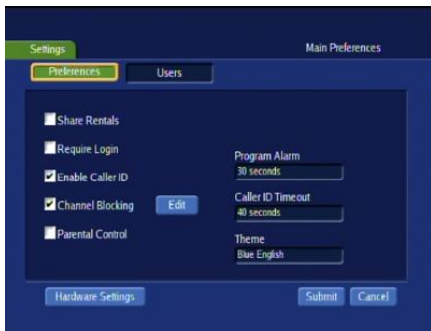 Settings
Main Preferences
Preferences
Users
Share Rentals
Require Login
Enable Caller ID
Channel Blocking
Edit
Parental Control
Program Alarm
30 seconds
Caller ID Timeout
40 seconds
Theme
Blue English
Hardware Settings
Submit
Cancel